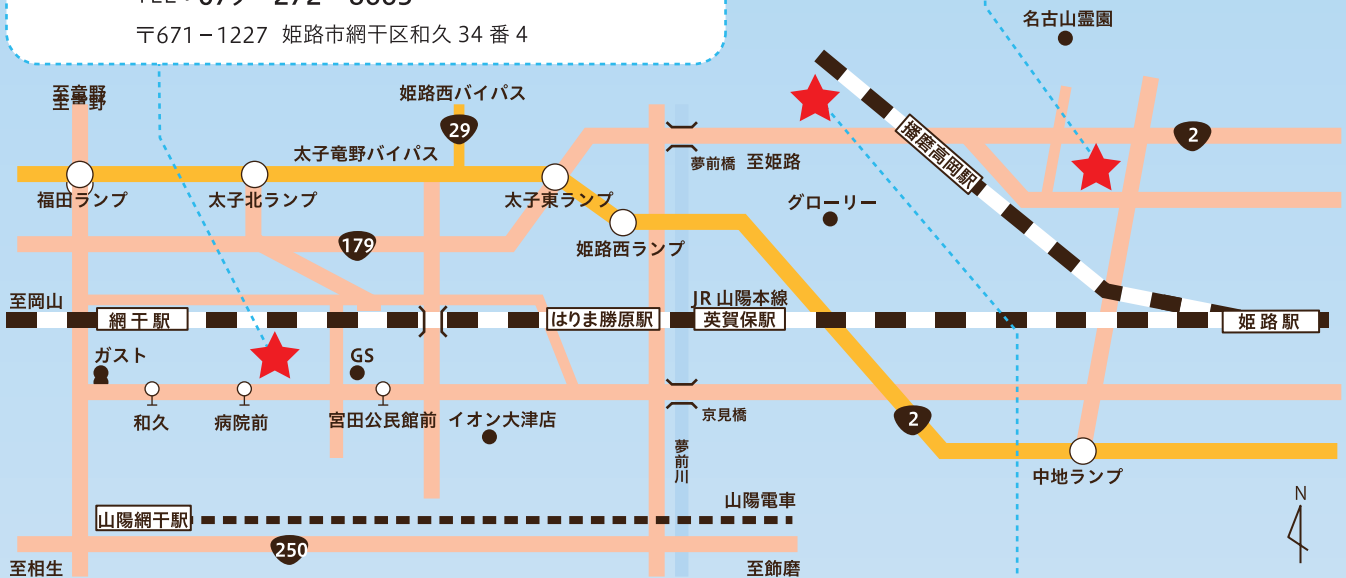 〒671−1227 姫路市網干区和久 34 番 4
名古山霊園
至竜野
姫路西バイパス
29
太子竜野バイパス
2
夢前橋
至姫路
播磨高岡駅
福田ランプ
太子北ランプ
太子東ランプ
グローリー
179
姫路西ランプ
至岡山
JR 山陽本線
網干駅
はりま勝原駅
英賀保駅
姫路駅
ガスト
GS
和久
病院前
宮田公民館前
イオン大津店
京見橋
2
夢前川
中地ランプ
山陽電車
N
山陽網干駅
250
至相生
至飾磨